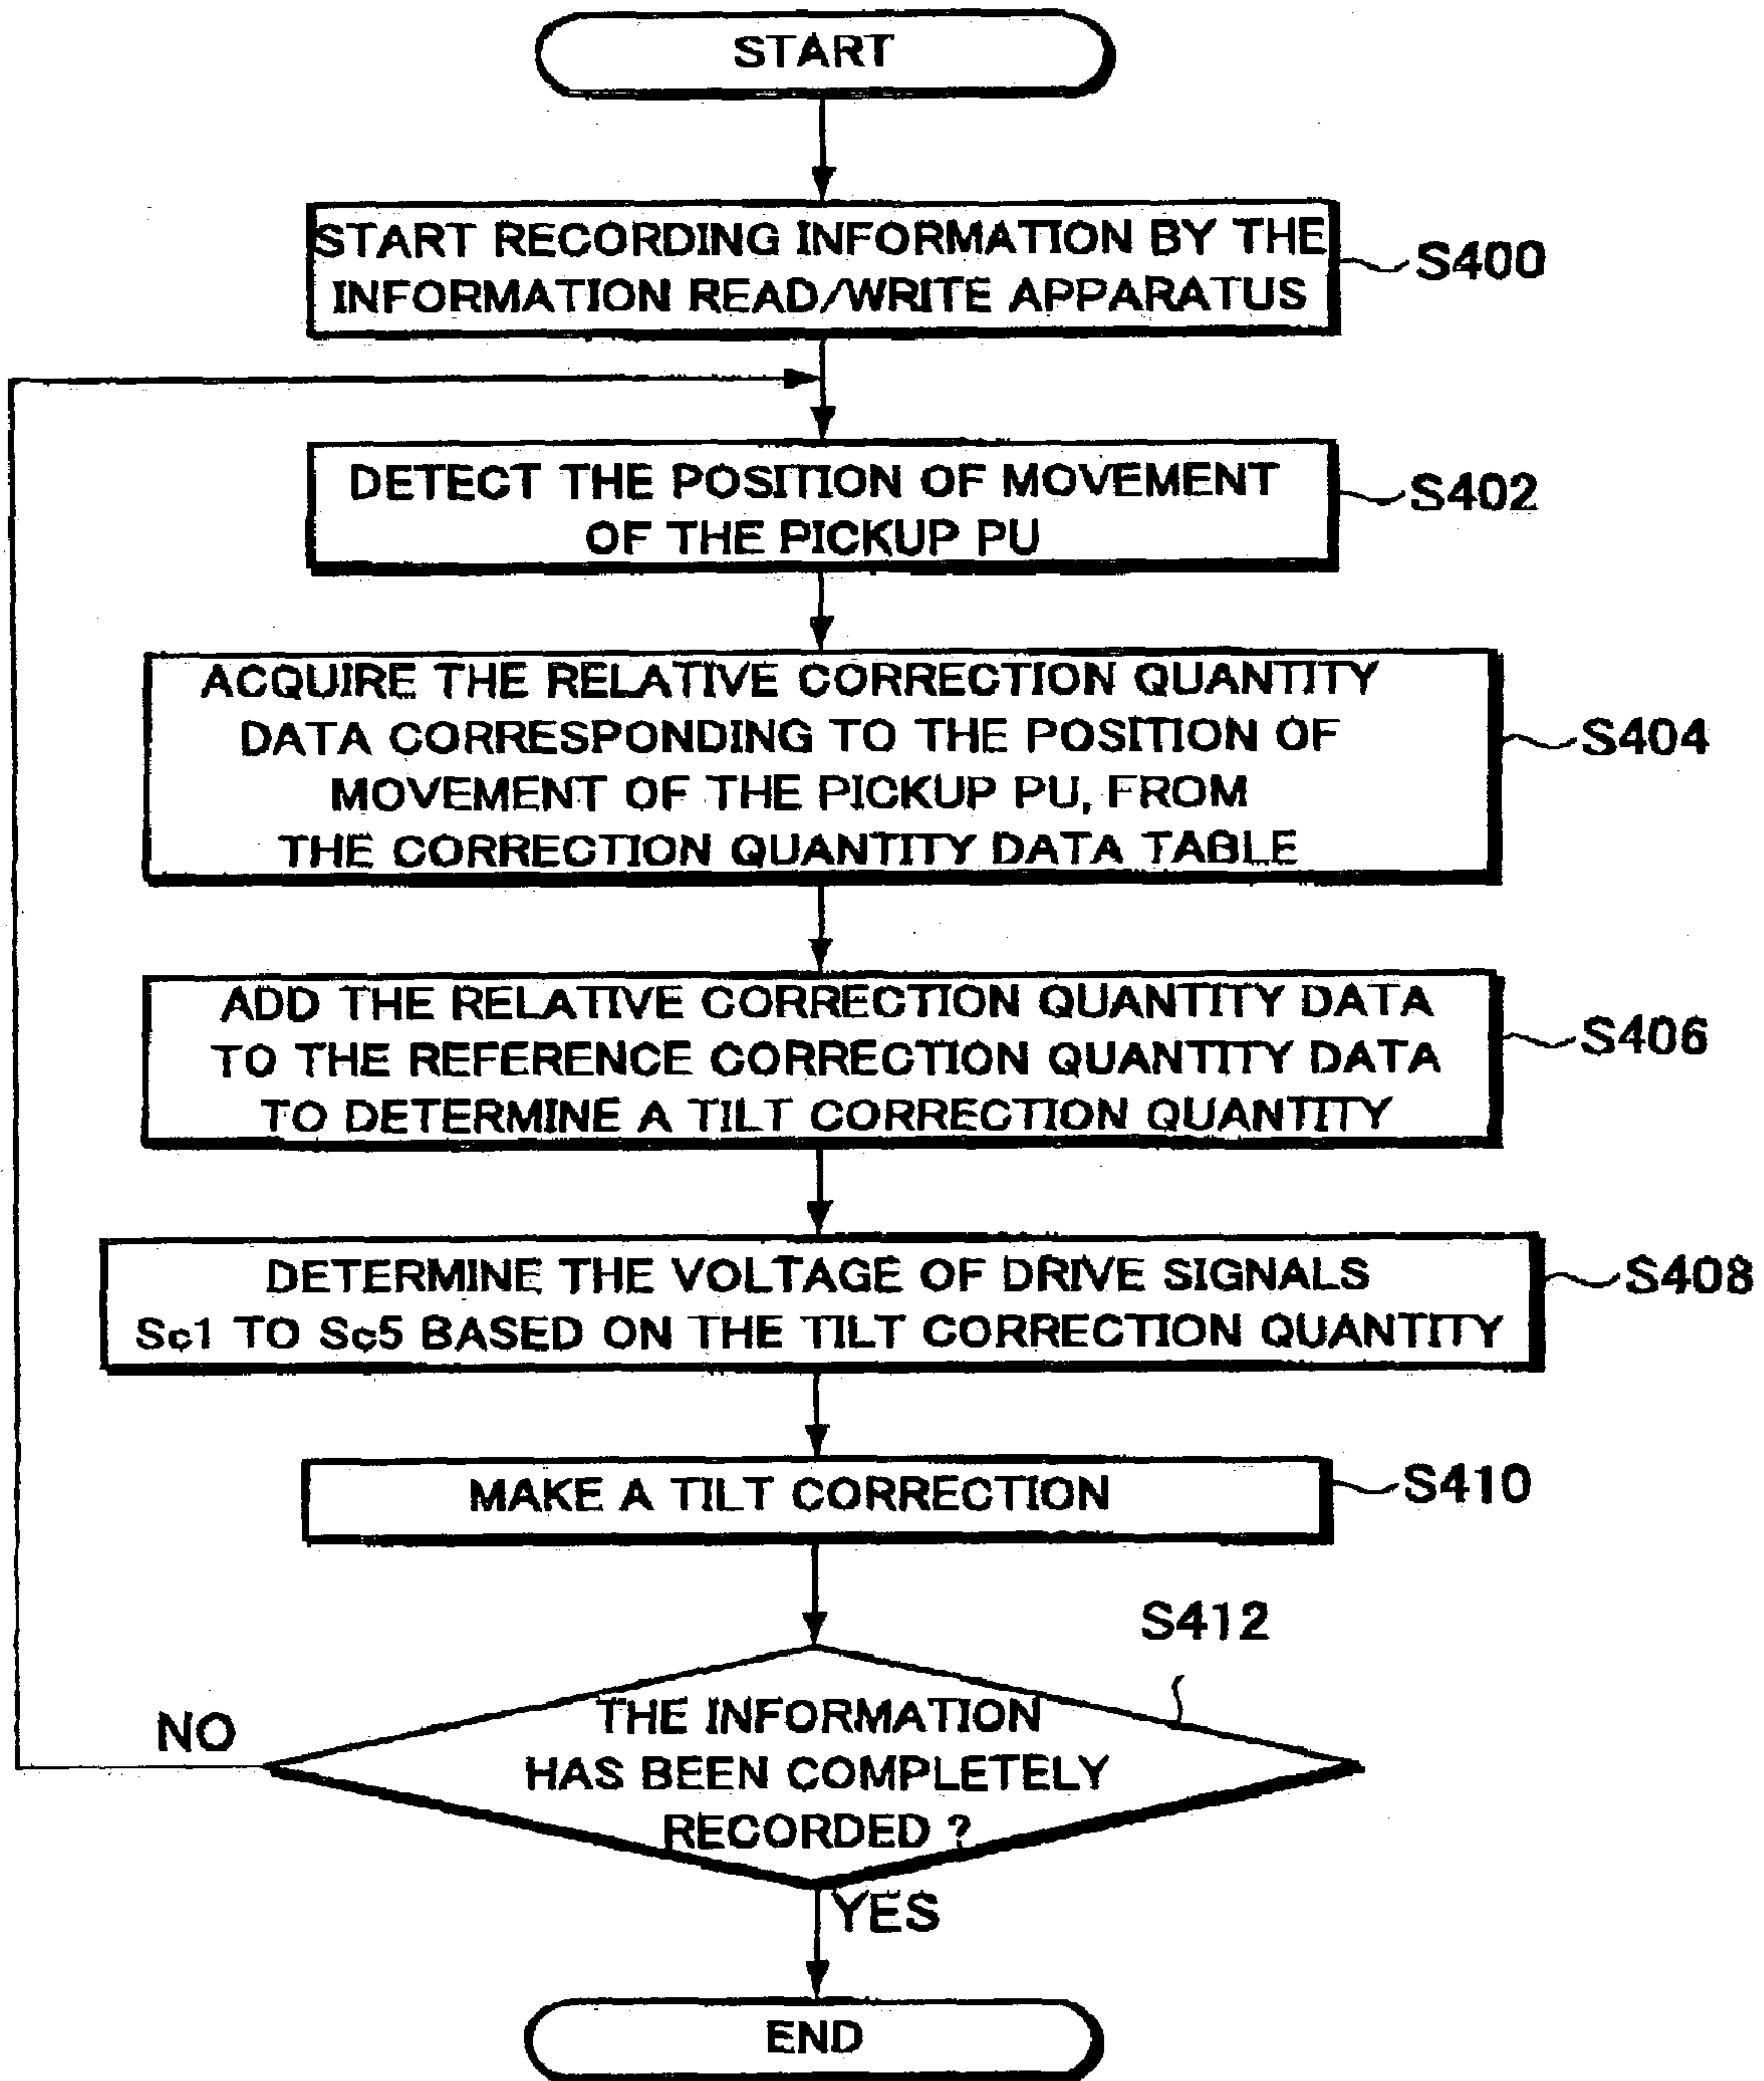 START
START RECORDING INFORMATION BY THE
INFORMATION READ/WRITE APPARATUS
S400
DETECT THE POSITION OF MOVEMENT
OF THE PICKUP PU
S402
ACQUIRE THE RELATIVE CORRECTION QUANTITY
DATA CORRESPONDING TO THE POSITION OF
MOVEMENT OF THE PICKUP PU, FROM
THE CORRECTION QUANTITY DATA TABLE
S404
ADD THE RELATIVE CORRECTION QUANTITY DATA
TO THE REFERENCE CORRECTION QUANTITY DATA
TO DETERMINE A TILT CORRECTION QUANTITY
S406
DETERMINE THE VOLTAGE OF DRIVE SIGNALS
Sc1 TO Sc5 BASED ON THE TILT CORRECTION QUANTITY
S408
MAKE A TILT CORRECTION
S410
S412
THE INFORMATION
HAS BEEN COMPLETELY
RECORDED ?
NO
YES
END